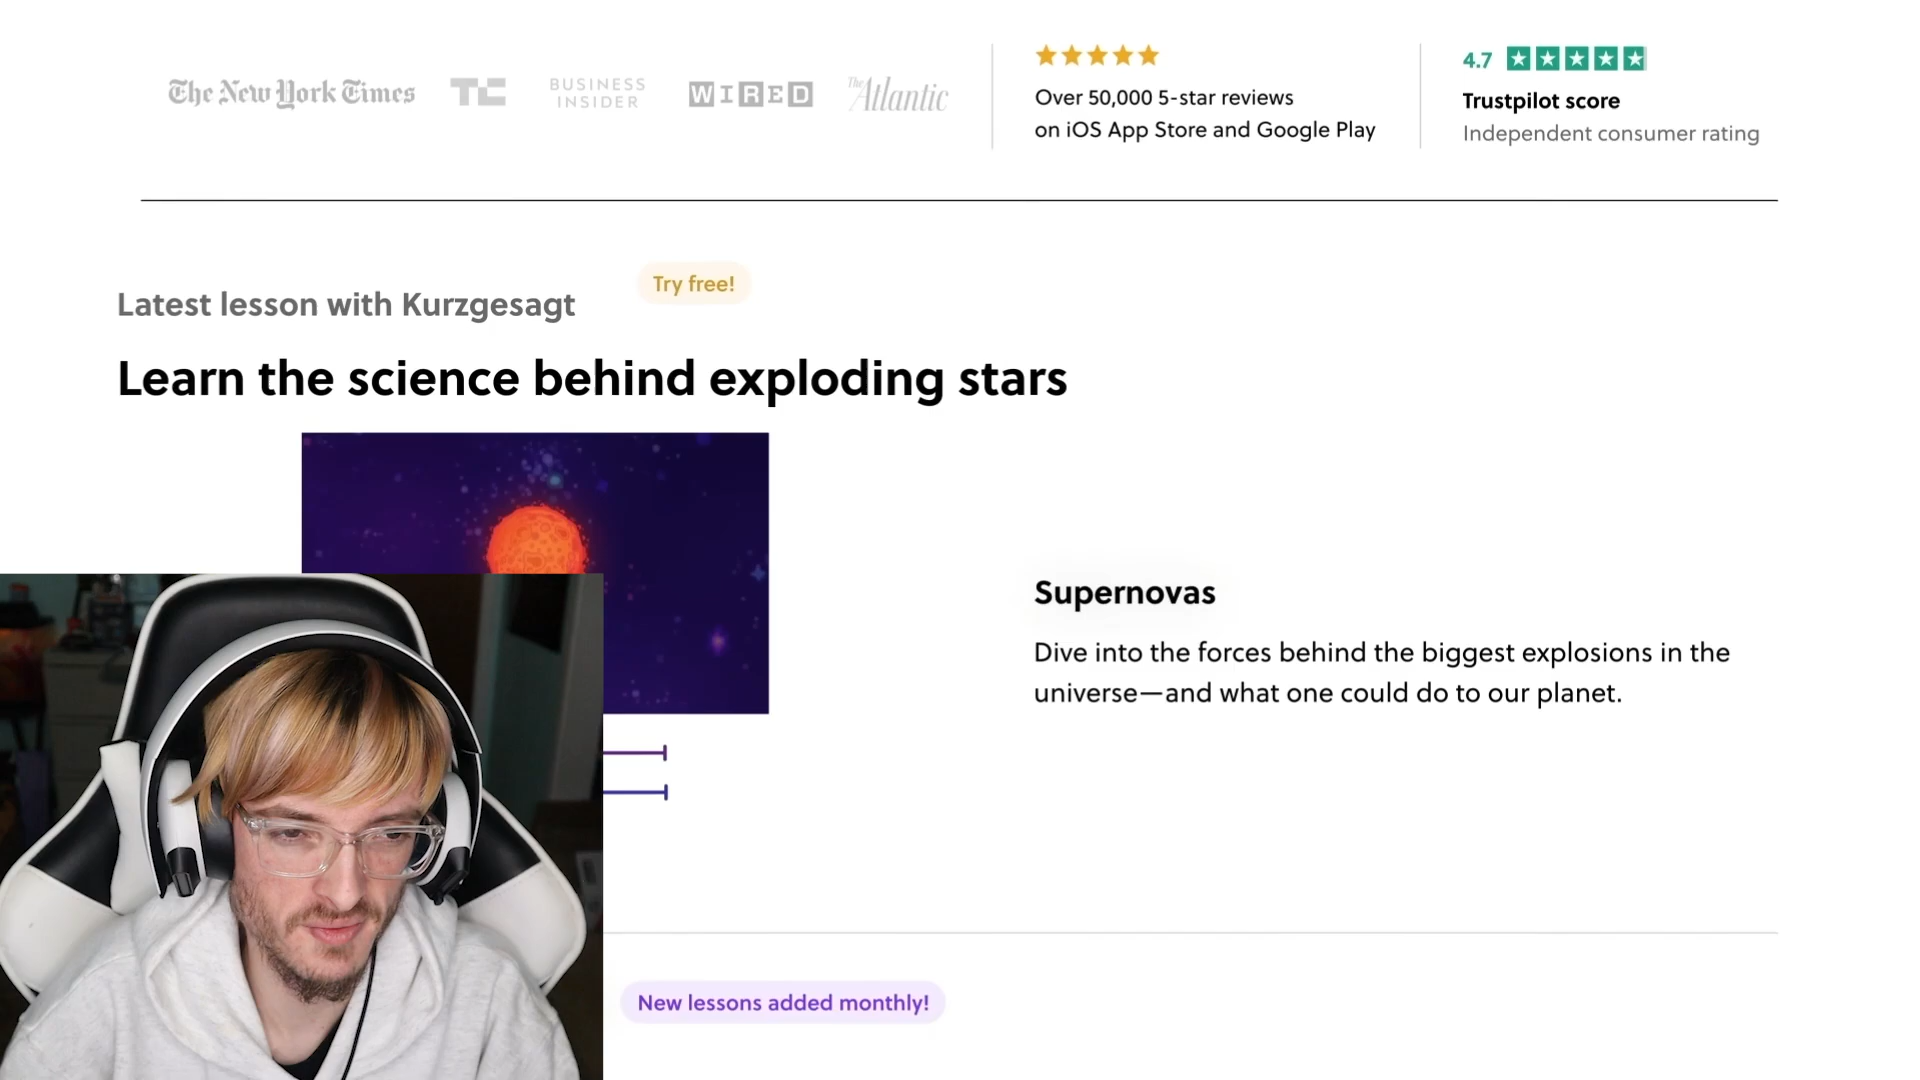 The New York Times
TC
BUSINESS
INSIDER
WIRED
The Atlantic
Over 50,000 5-star reviews
on iOS App Store and Google Play
4.7
Trustpilot score
Independent consumer rating
Latest lesson with Kurzgesagt
Try free!
Learn the science behind exploding stars
Supernovas
Dive into the forces behind the biggest explosions in the
universe—and what one could do to our planet.
New lessons added monthly!